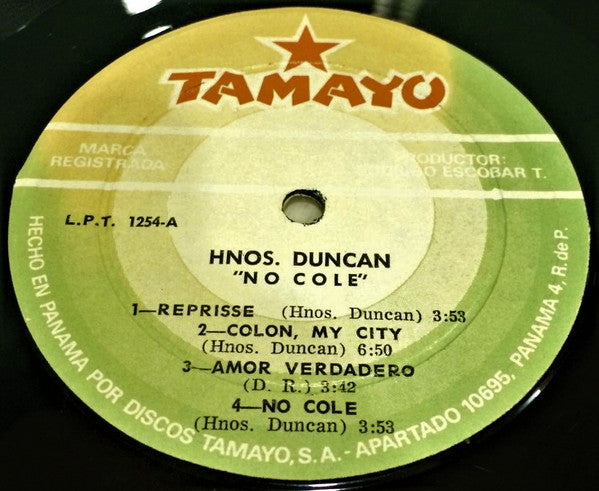 TAMAYO
MARCA
REGISTRADA
ESCOBAR T.
L.P.T. 1254-A
HNOS. DUNCAN
"NO COLE"
1—REPRISSE (Hnos. Duncan) 3:53
2—COLON, MY CITY
(Hnos. Duncan) 6:50
3—AMOR VERDADERO
(D. R.) 3:42
4—NO COLE
(Hnos. Duncan) 3:53
HECHO EN PANAMA POR DISCOS TAMAYO, S.A. - APARTADO 10695, PANAMA 4, R. de P.